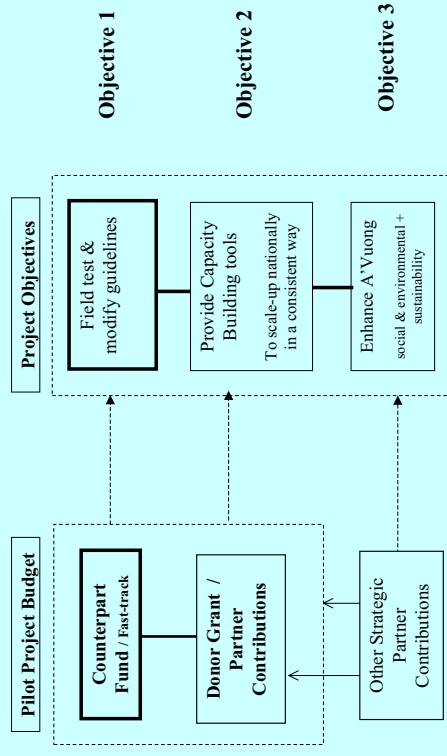 Pilot Project Budget
Counterpart
Fund / Fast-track
Donor Grant /
Partner
Contributions
Other Strategic
Partner
Contributions
Project Objectives
Field test &
modify guidelines
Provide Capacity
Building tools
To scale-up nationally
in a consistent way
Enhance A'Vuong
social & environmental +
sustainability
Objective 1
Objective 2
Objective 3